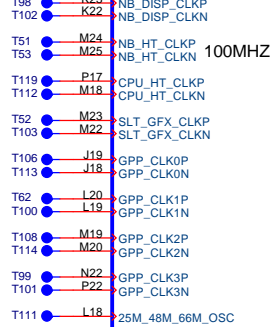 T98 K23 NB_DISP_CLKP
T102 K22 NB_DISP_CLKN
T51 M24 NB_HT_CLKP
T53 M25 NB_HT_CLKN
100MHZ
T119 P17 CPU_HT_CLKP
T112 M18 CPU_HT_CLKN
T52 M23 SLT_GFX_CLKP
T103 M22 SLT_GFX_CLKN
T106 J19 GPP_CLK0P
T113 J18 GPP_CLK0N
T62 L20 GPP_CLK1P
T100 L19 GPP_CLK1N
T108 M19 GPP_CLK2P
T114 M20 GPP_CLK2N
T99 N22 GPP_CLK3P
T101 P22 GPP_CLK3N
T111 L18 25M_48M_66M_OSC